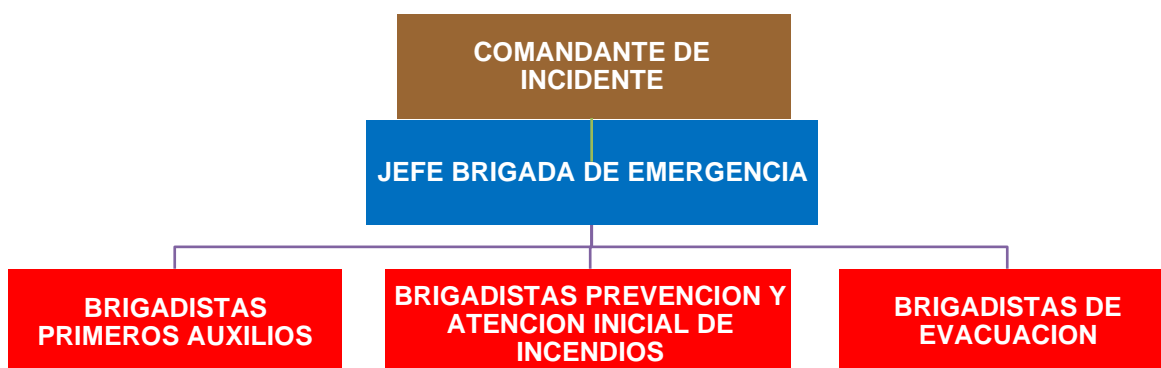 COMANDANTE DE
INCIDENTE
JEFE BRIGADA DE EMERGENCIA
BRIGADISTAS
PRIMEROS AUXILIOS
BRIGADISTAS PREVENCION Y
ATENCION INICIAL DE
INCENDIOS
BRIGADISTAS DE
EVACUACION